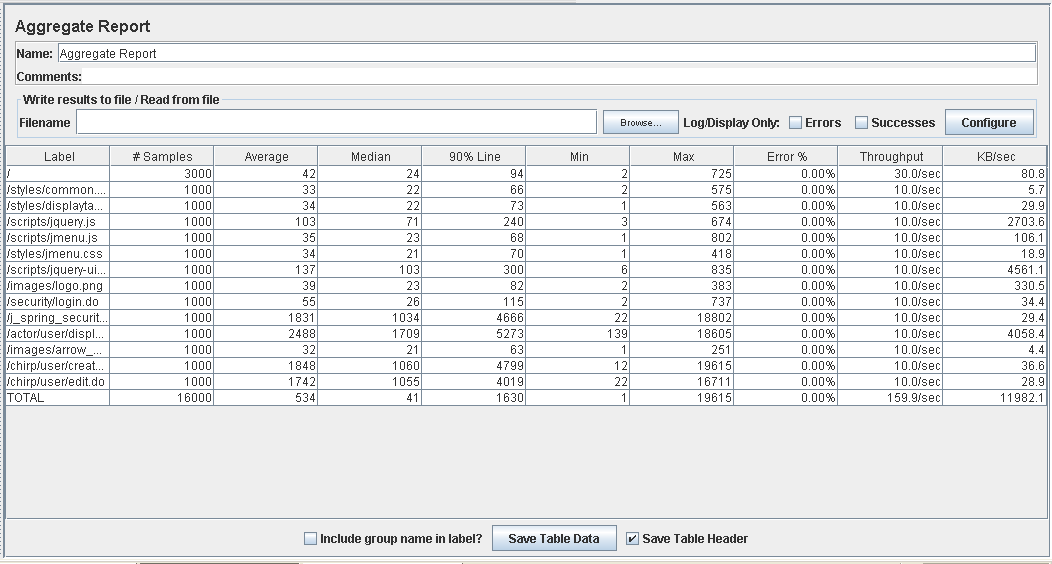 Aggregate Report
Name: Aggregate Report
Comments:
Write results to file / Read from file
Filename Browse... Log/Display Only: Errors Successes Configure
Label # Samples Average Median 90% Line Min Max Error % Throughput KB/sec
/ 3000 42 24 94 2 725 0.00% 30.0/sec 80.8
/styles/common.... 1000 33 22 66 2 575 0.00% 10.0/sec 5.7
/styles/displayta... 1000 34 22 73 1 563 0.00% 10.0/sec 29.9
/scripts/jquery.js 1000 103 71 240 3 674 0.00% 10.0/sec 2703.6
/scripts/jmenu.js 1000 35 23 68 1 802 0.00% 10.0/sec 106.1
/styles/jmenu.css 1000 34 21 70 1 418 0.00% 10.0/sec 18.9
/scripts/jquery-ui... 1000 137 103 300 6 835 0.00% 10.0/sec 4561.1
/images/logo.png 1000 39 23 82 2 383 0.00% 10.0/sec 330.5
/security/login.do 1000 55 26 115 2 737 0.00% 10.0/sec 34.4
/j_spring_securit... 1000 1831 1034 4666 22 18802 0.00% 10.0/sec 29.4
/actor/user/displ... 1000 2488 1709 5273 139 18605 0.00% 10.0/sec 4058.4
/images/arrow_... 1000 32 21 63 1 251 0.00% 10.0/sec 4.4
/chirp/user/creat... 1000 1848 1060 4799 12 19615 0.00% 10.0/sec 36.6
/chirp/user/edit.do 1000 1742 1055 4019 22 16711 0.00% 10.0/sec 28.9
TOTAL 16000 534 41 1630 1 19615 0.00% 159.9/sec 11982.1
Include group name in label? Save Table Data Save Table Header